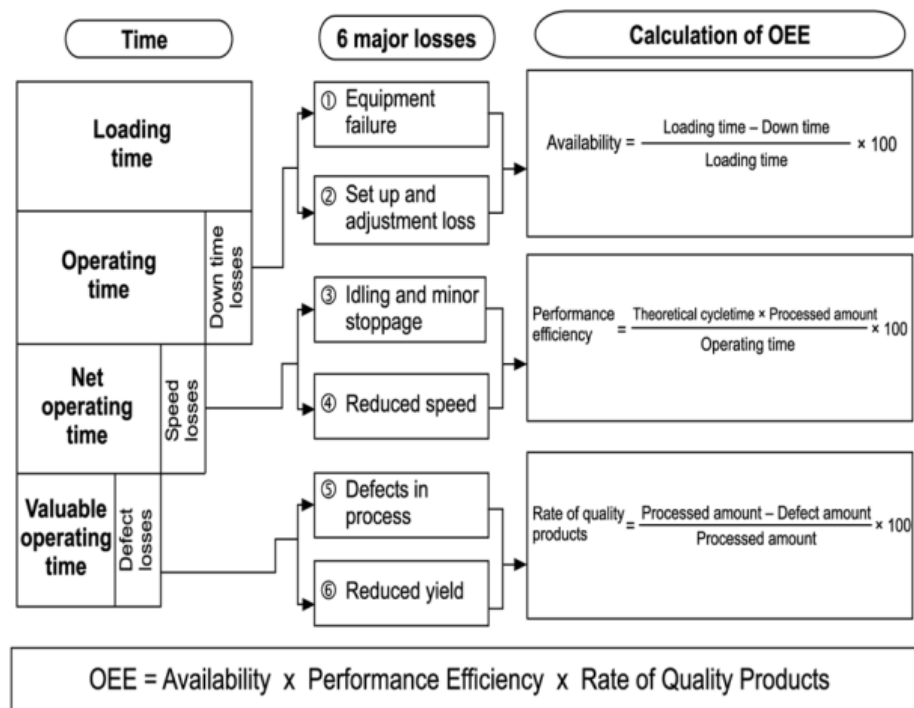 Time
6 major losses
Calculation of OEE
Loading
time
Operating
time
Down time
losses
Net
operating
time
Speed
losses
Valuable
operating
time
Defect
losses
① Equipment
failure
② Set up and
adjustment loss
③ Idling and minor
stoppage
④ Reduced speed
⑤ Defects in
process
⑥ Reduced yield
Availability = Loading time – Down time × 100
Loading time
Performance
efficiency = Theoretical cycletime × Processed amount × 100
Operating time
Rate of quality
products = Processed amount – Defect amount × 100
Processed amount
OEE = Availability x Performance Efficiency x Rate of Quality Products